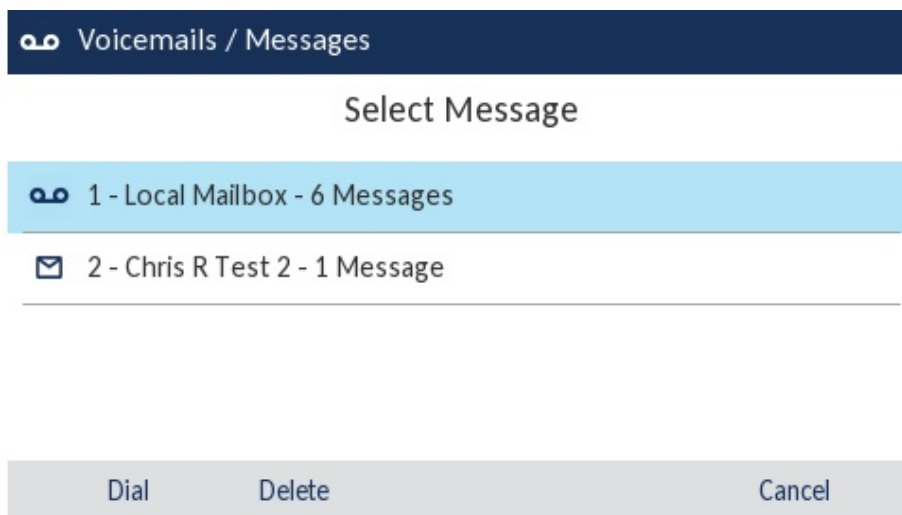 Voicemails / Messages
Select Message
1 - Local Mailbox - 6 Messages
2 - Chris R Test 2 - 1 Message
Dial Delete Cancel